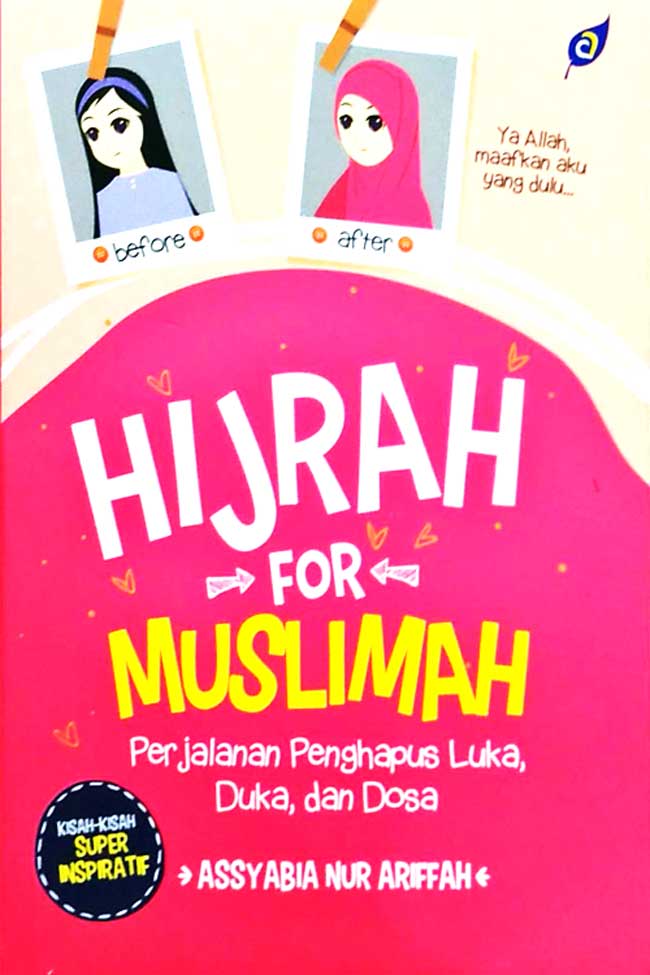 Ya Allah,
maafkan aku
yang dulu...
before
after
HIJRAH
FOR
MUSLIMAH
Perjalanan Penghapus Luka,
Duka, dan Dosa
KISAH-KISAH
SUPER
INSPIRATIF
ASSYABIA NUR ARIFFAH